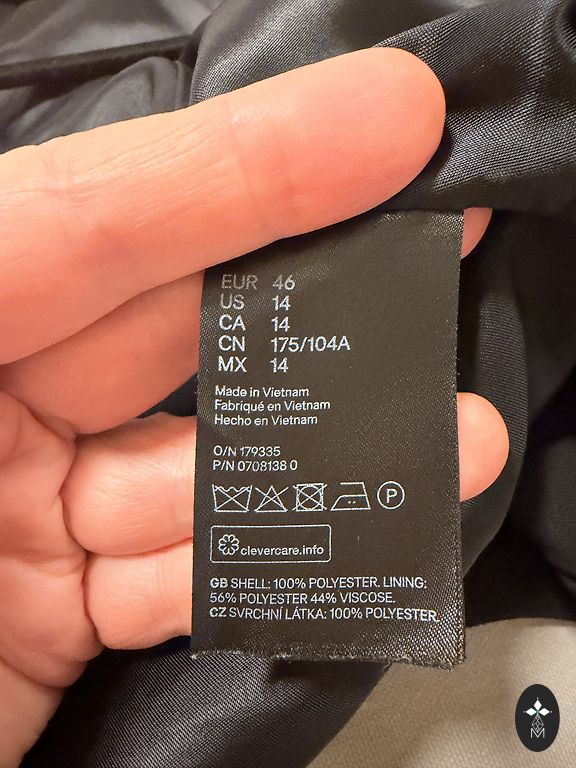 EUR 46
US 14
CA 14
CN 175/104A
MX 14
Made in Vietnam
Fabriqué en Vietnam
Hecho en Vietnam
O/N 179335
P/N 0708138 0
P
clevercare.info
GB SHELL: 100% POLYESTER. LINING:
56% POLYESTER 44% VISCOSE.
CZ SVRCHNÍ LÁTKA: 100% POLYESTER.
M